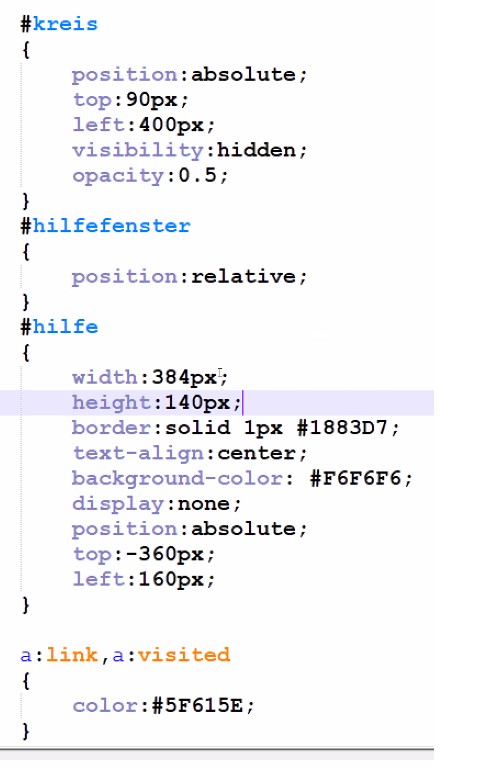 #kreis
{
position:absolute;
top:90px;
left:400px;
visibility:hidden;
opacity:0.5;
}
#hilfefenster
{
position:relative;
}
#hilfe
{
width:384px;
height:140px;
border:solid 1px #1883D7;
text-align:center;
background-color: #F6F6F6;
display:none;
position:absolute;
top:-360px;
left:160px;
}
a:link,a:visited
{
color:#5F615E;
}